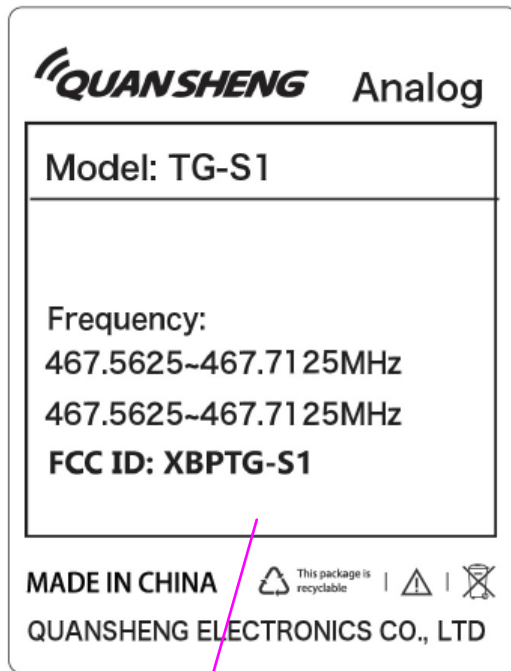 QUANSHENG Analog
Model: TG-S1
Frequency:
467.5625~467.7125MHz
467.5625~467.7125MHz
FCC ID: XBPTG-S1
MADE IN CHINA This package is
recyclable
QUANSHENG ELECTRONICS CO., LTD